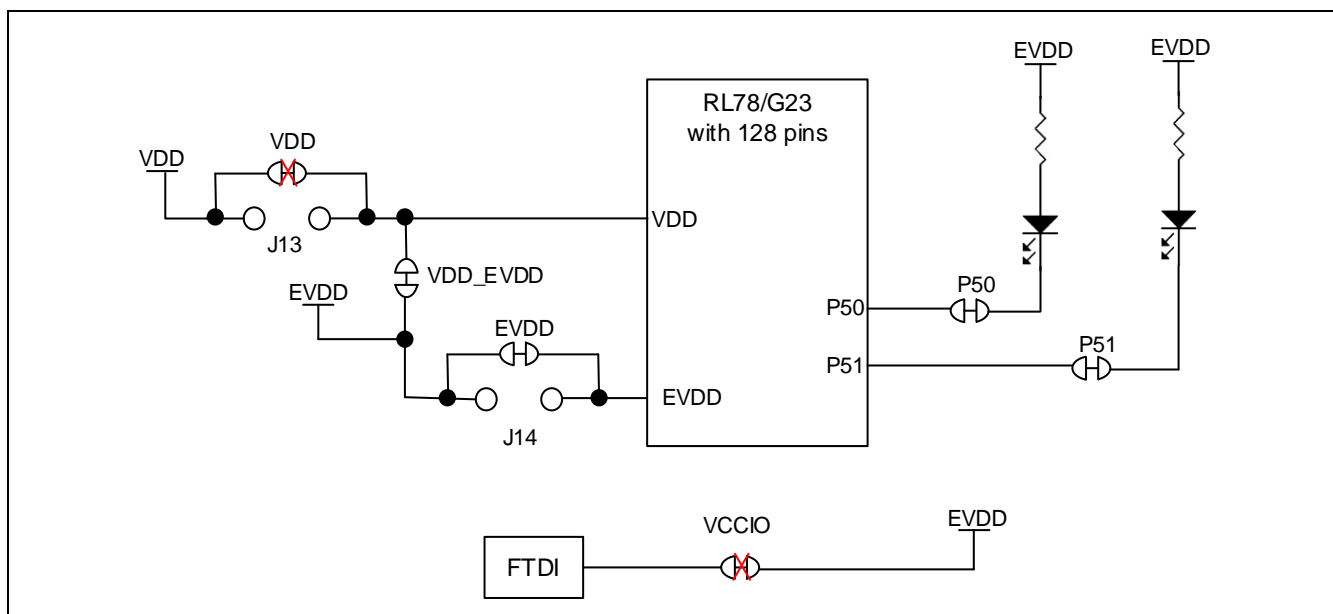 EVDD
EVDD
RL78/G23
with 128 pins
VDD
VDD
VDD
J13
VDD_EVDD
EVDD
EVDD
EVDD
J14
P50
P50
P51
P51
VCCIO
EVDD
FTDI